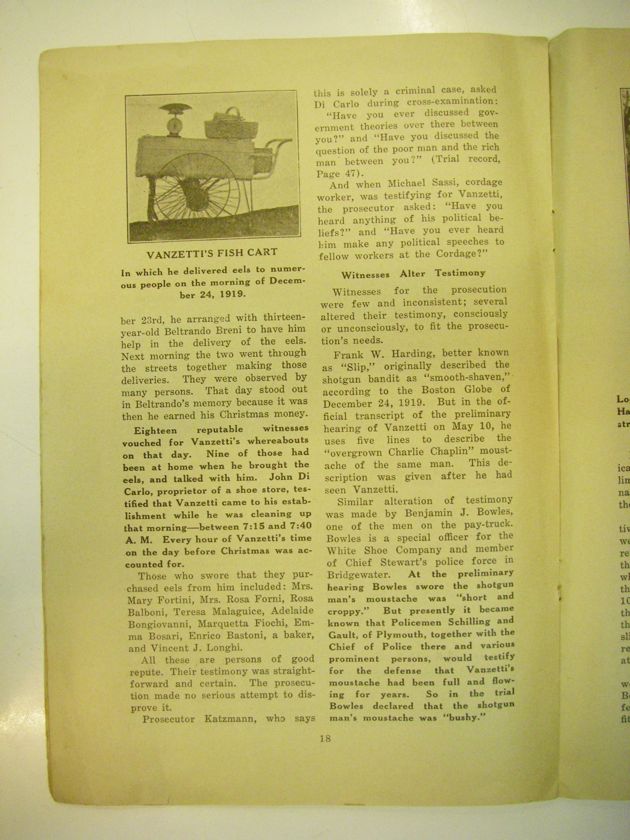 VANZETTI'S FISH CART
In which he delivered eels to numer-
ous people on the morning of Decem-
ber 24, 1919.
ber 23rd, he arranged with thirteen-
year-old Beltrando Breni to have him
help in the delivery of the eels.
Next morning the two went through
the streets together making those
deliveries. They were observed by
many persons. That day stood out
in Beltrando's memory because it was
then he earned his Christmas money.
Eighteen reputable witnesses
vouched for Vanzetti's whereabouts
on that day. Nine of those had
been at home when he brought the
eels, and talked with him. John Di
Carlo, proprietor of a shoe store, tes-
tified that Vanzetti came to his estab-
lishment while he was cleaning up
that morning—between 7:15 and 7:40
A. M. Every hour of Vanzetti's time
on the day before Christmas was ac-
counted for.
Those who swore that they pur-
chased eels from him included: Mrs.
Mary Fortini, Mrs. Rosa Forni, Rosa
Balboni, Teresa Malaguice, Adelaide
Bongiovanni, Marquetta Fiochi, Em-
ma Bosari, Enrico Bastoni, a baker,
and Vincent J. Longhi.
All these are persons of good
repute. Their testimony was straight-
forward and certain. The prosecu-
tion made no serious attempt to dis-
prove it.
Prosecutor Katzmann, who says
this is solely a criminal case, asked
Di Carlo during cross-examination:
"Have you ever discussed gov-
ernment theories over there between
you?" and "Have you discussed the
question of the poor man and the rich
man between you?" (Trial record,
Page 47).
And when Michael Sassi, cordage
worker, was testifying for Vanzetti,
the prosecutor asked: "Have you
heard anything of his political be-
liefs?" and "Have you ever heard
him make any political speeches to
fellow workers at the Cordage?"
Witnesses Alter Testimony
Witnesses for the prosecution
were few and inconsistent; several
altered their testimony, consciously
or unconsciously, to fit the prosecu-
tion's needs.
Frank W. Harding, better known
as "Slip," originally described the
shotgun bandit as "smooth-shaven,"
according to the Boston Globe of
December 24, 1919. But in the of-
ficial transcript of the preliminary
hearing of Vanzetti on May 10, he
uses five lines to describe the
"overgrown Charlie Chaplin" moust-
ache of the same man. This de-
scription was given after he had
seen Vanzetti.
Similar alteration of testimony
was made by Benjamin J. Bowles,
one of the men on the pay-truck.
Bowles is a special officer for the
White Shoe Company and member
of Chief Stewart's police force in
Bridgewater. At the preliminary
hearing Bowles swore the shotgun
man's moustache was "short and
croppy." But presently it became
known that Policemen Schilling and
Gault, of Plymouth, together with the
Chief of Police there and various
prominent persons, would testify
for the defense that Vanzetti's
moustache had been full and flow-
ing for years. So in the trial
Bowles declared that the shotgun
man's moustache was "bushy."
18